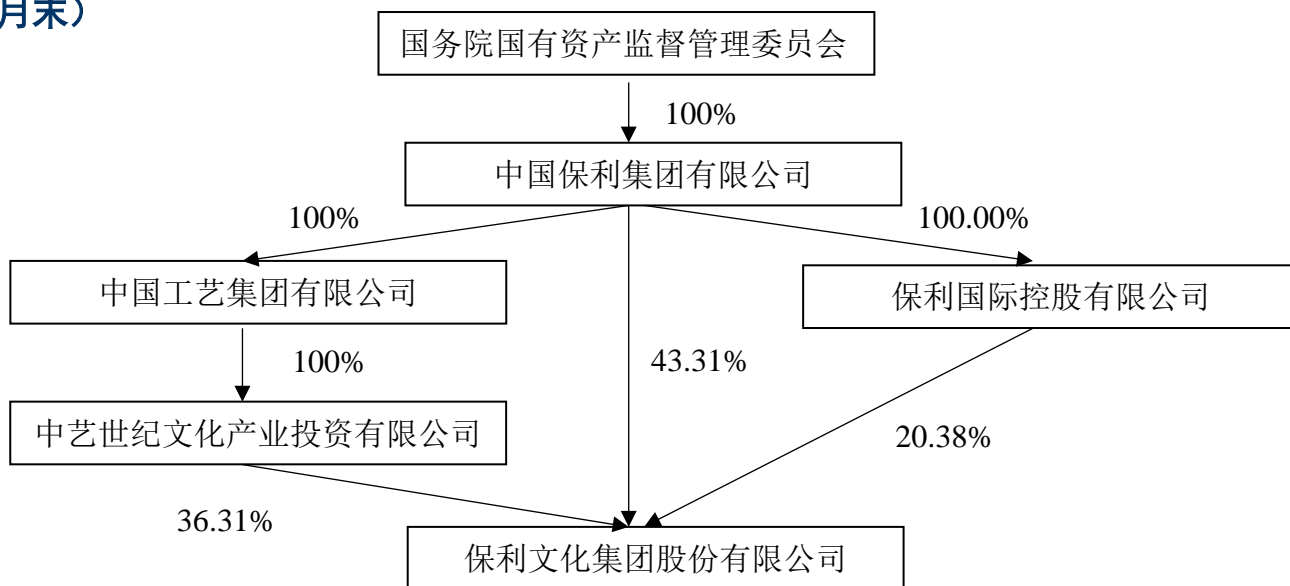 月末）
国务院国有资产监督管理委员会
100%
中国保利集团有限公司
100%
100.00%
中国工艺集团有限公司
保利国际控股有限公司
100%
43.31%
中艺世纪文化产业投资有限公司
20.38%
36.31%
保利文化集团股份有限公司